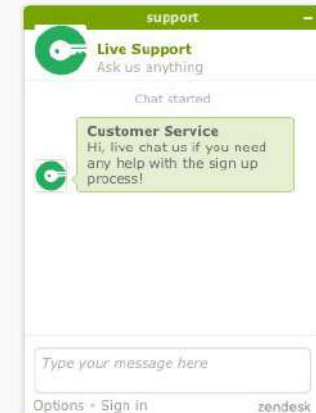 support
Live Support
Ask us anything
Chat started
Customer Service
Hi, live chat us if you need
any help with the sign up
process!
Type your message here
Options • Sign in
zendesk